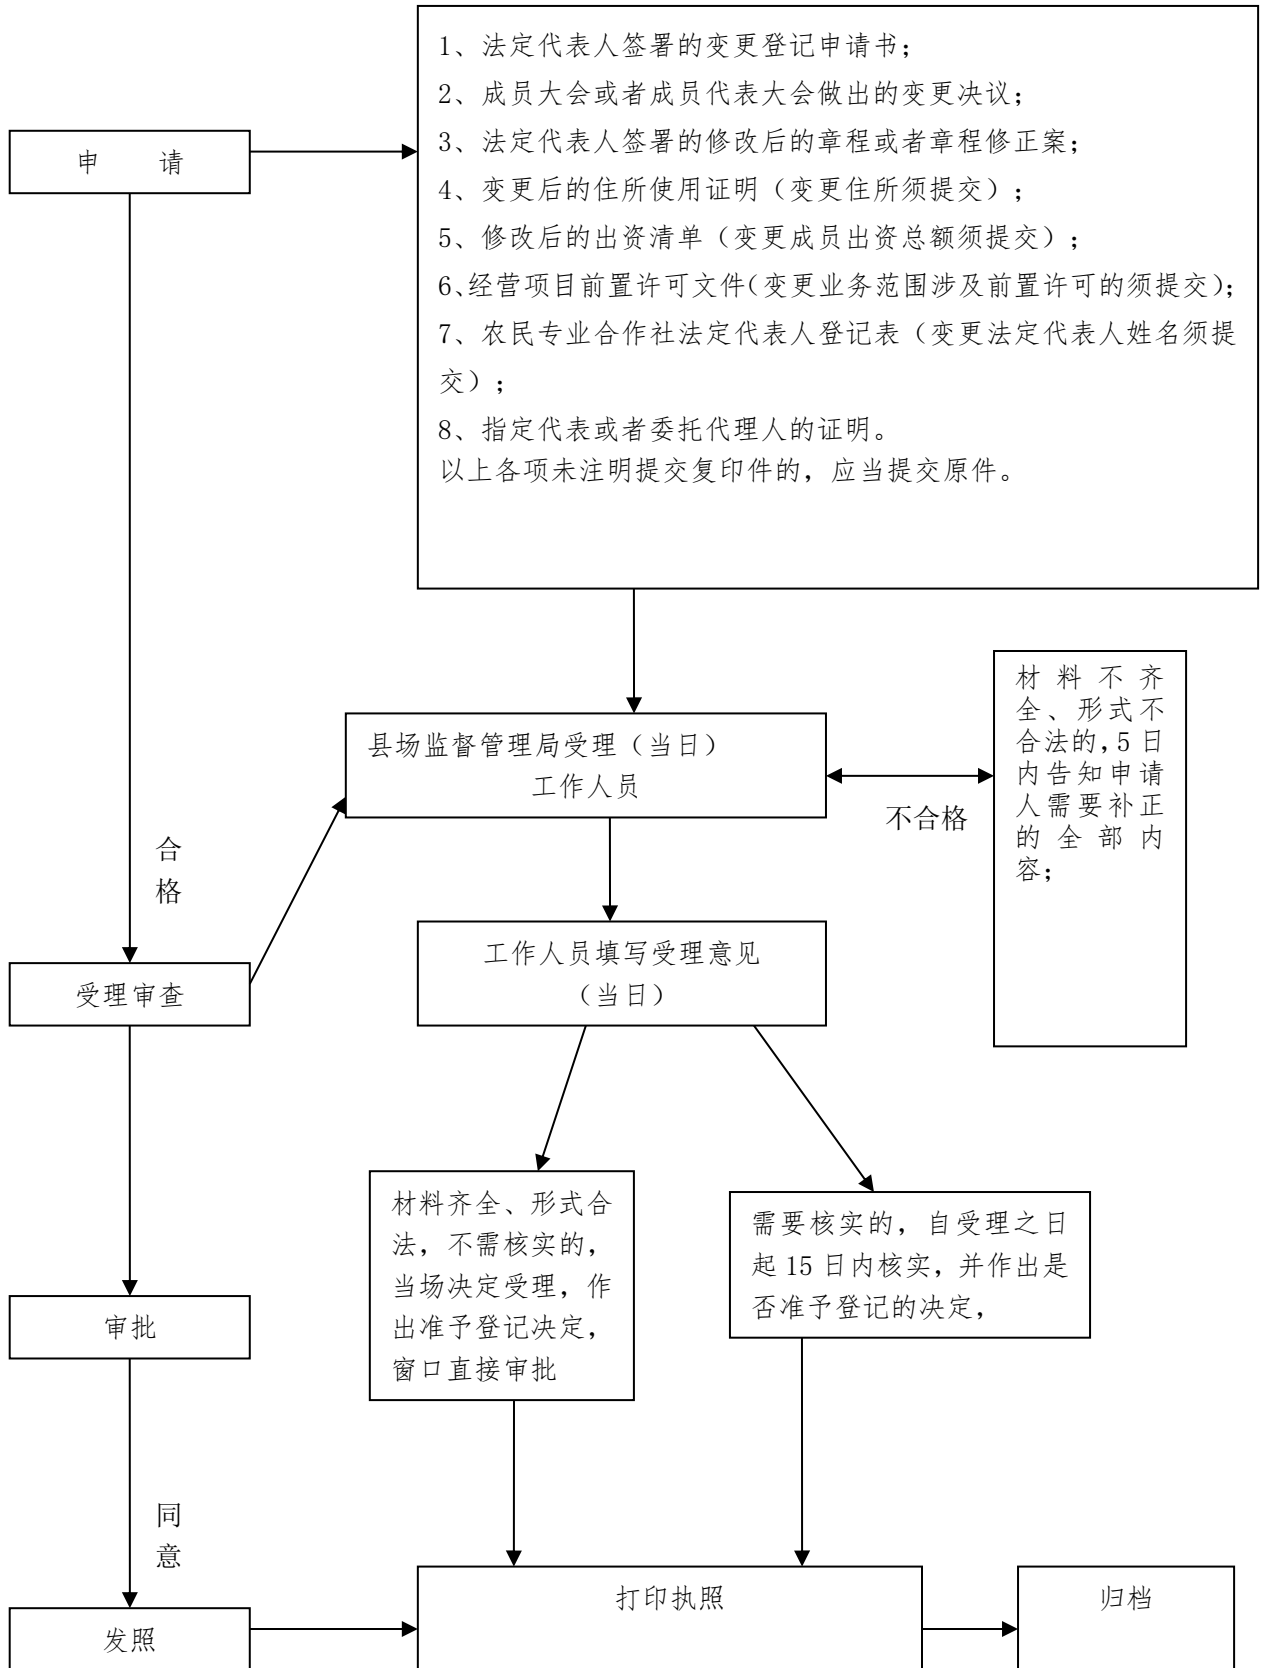 1、法定代表人签署的变更登记申请书；
2、成员大会或者成员代表大会做出的变更决议；
3、法定代表人签署的修改后的章程或者章程修正案；
4、变更后的住所使用证明（变更住所须提交）；
5、修改后的出资清单（变更成员出资总额须提交）；
6、经营项目前置许可文件(变更业务范围涉及前置许可的须提交)；
7、农民专业合作社法定代表人登记表（变更法定代表人姓名须提
交）；
8、指定代表或者委托代理人的证明。
以上各项未注明提交复印件的，应当提交原件。
申 请
县场监督管理局受理（当日）
工作人员
不合格
材料不齐
全、形式不
合法的，5日
内告知申请
人需要补正
的全部内
容；
合
格
受理审查
工作人员填写受理意见
（当日）
材料齐全、形式合
法，不需核实的，
当场决定受理，作
出准予登记决定，
窗口直接审批
需要核实的，自受理之日
起15日内核实，并作出是
否准予登记的决定，
审批
同
意
发照
打印执照
归档